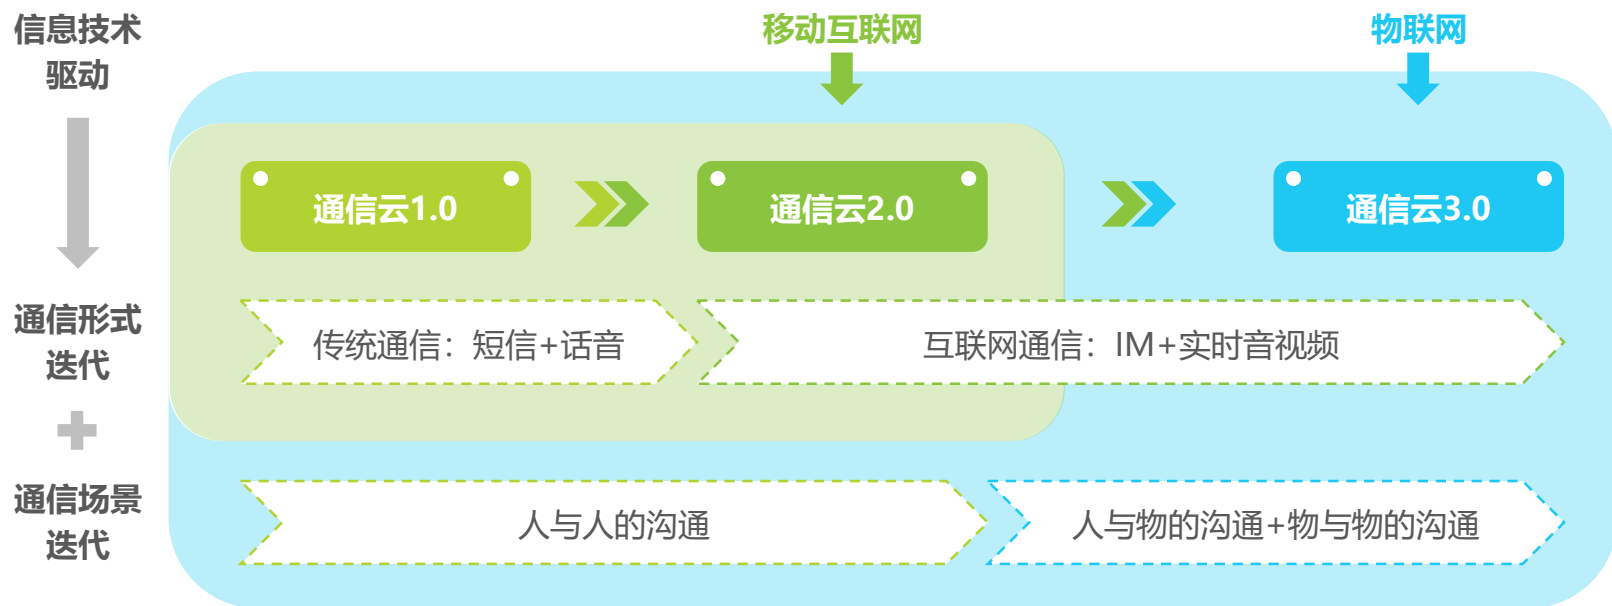 信息技术
驱动
移动互联网
物联网
通信云1.0
通信云2.0
通信云3.0
通信形式
迭代
传统通信：短信+话音
互联网通信：IM+实时音视频
通信场景
迭代
人与人的沟通
人与物的沟通+物与物的沟通